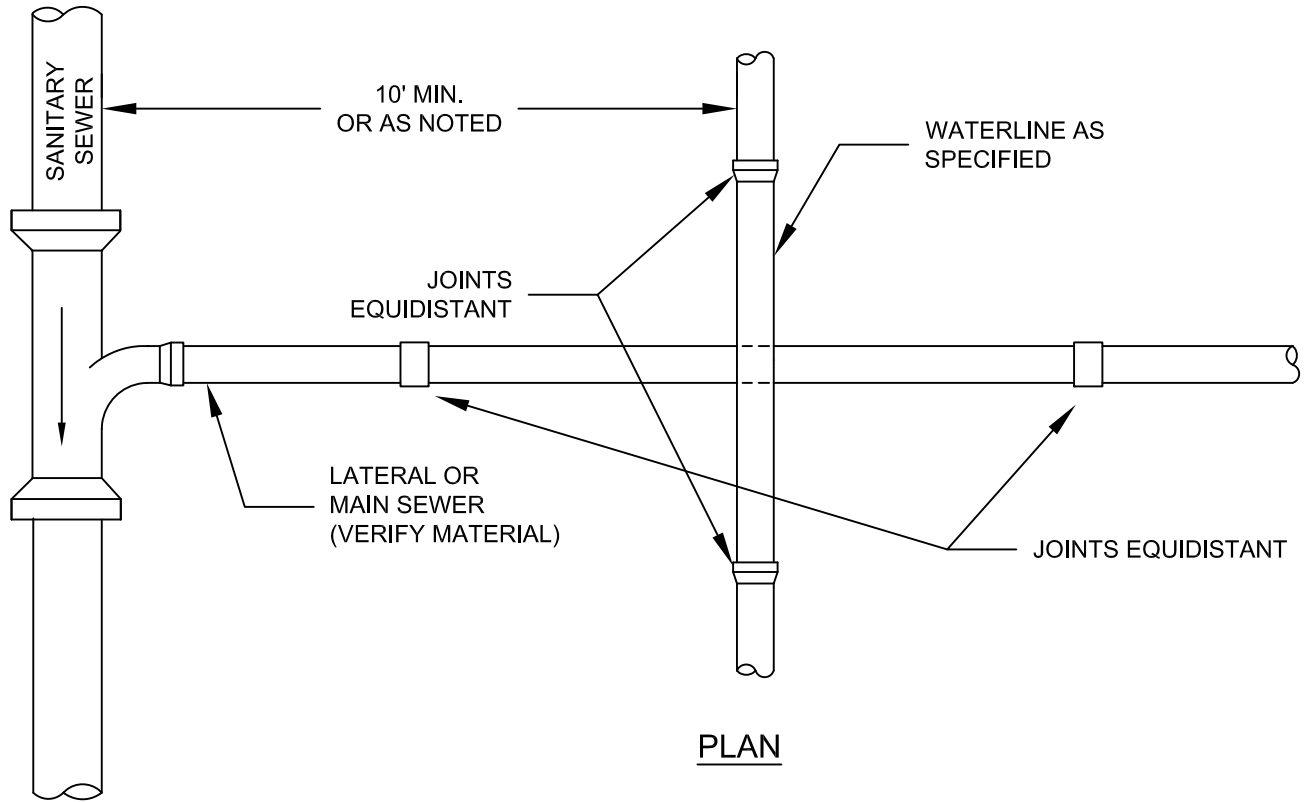 SANITARY
SEWER
10' MIN.
OR AS NOTED
WATERLINE AS
SPECIFIED
JOINTS
EQUIDISTANT
LATERAL OR
MAIN SEWER
(VERIFY MATERIAL)
JOINTS EQUIDISTANT
PLAN